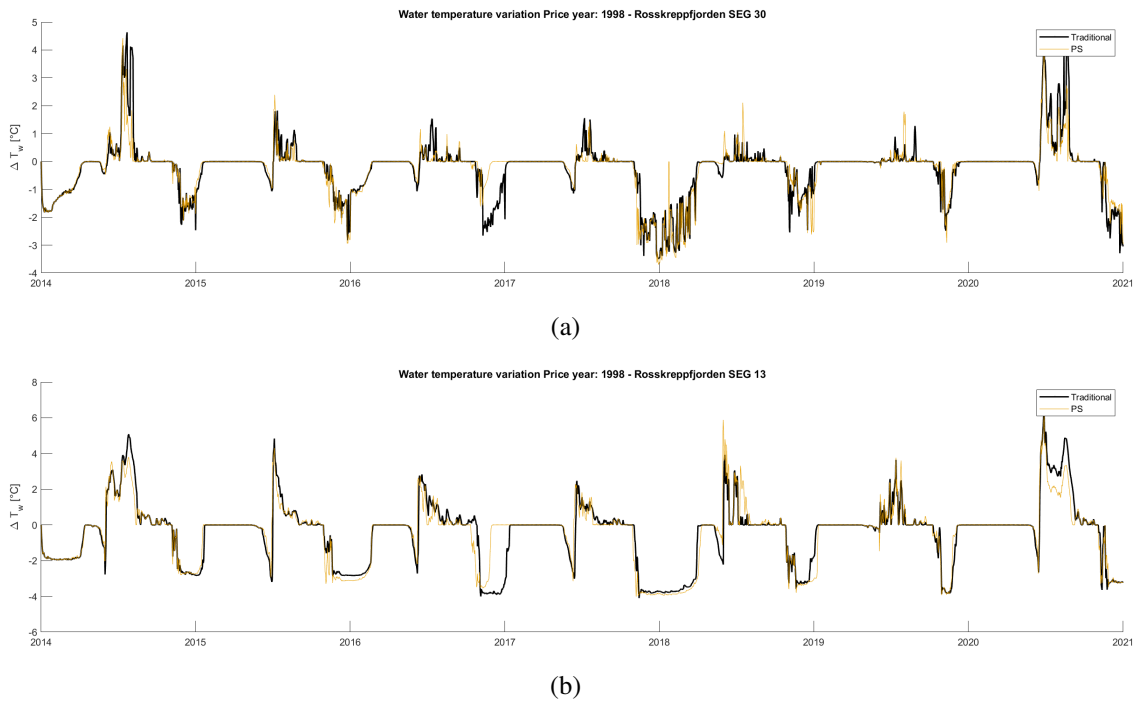 Water temperature variation Price year: 1998 - Rosskreppfjorden SEG 30
5
4
3
2
1
0
-1
-2
-3
-4
Δ T_w [°C]
Traditional
PS
2014 2015 2016 2017 2018 2019 2020 2021
(a)
Water temperature variation Price year: 1998 - Rosskreppfjorden SEG 13
8
6
4
2
0
-2
-4
-6
Δ T_w [°C]
Traditional
PS
2014 2015 2016 2017 2018 2019 2020 2021
(b)